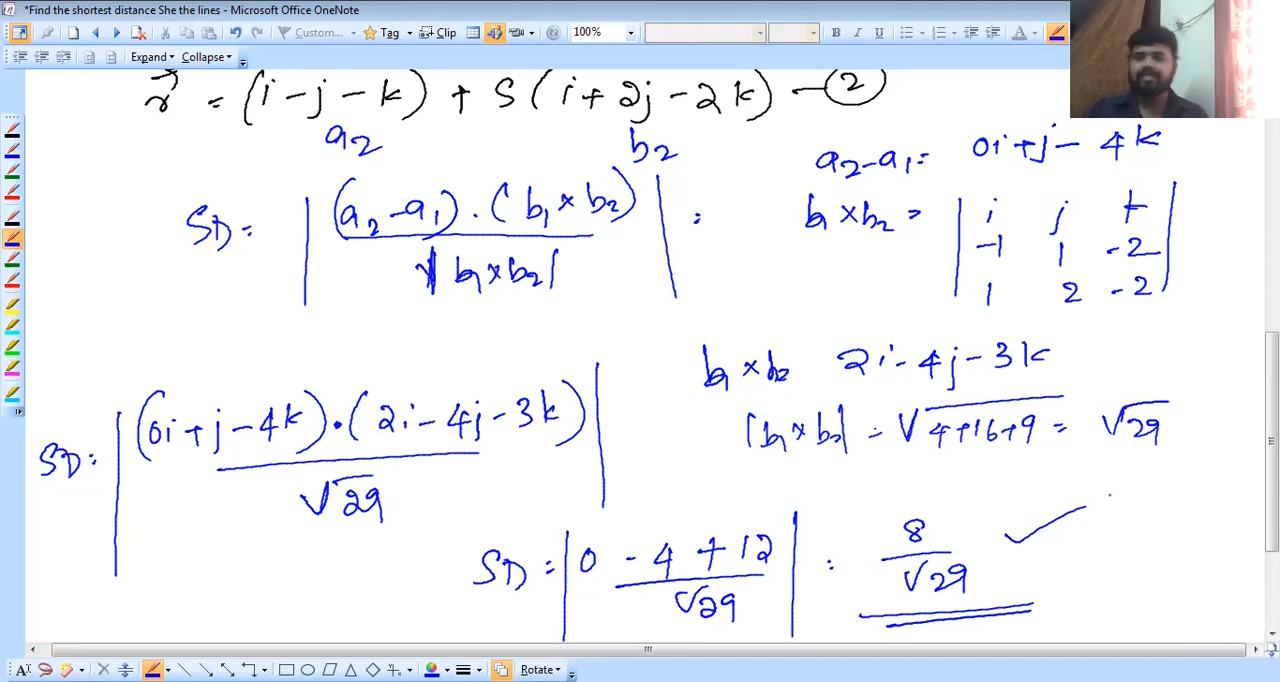 *Find the shortest distance She the lines - Microsoft Office OneNote
Custom... Tag Clip 100% B I U A
Expand Collapse
r = (i - j - k) + S (i + 2j - 2k) — 2
a2 b2
a2 - a1 = 0i + j - 4k
SD = | (a2 - a1) . (b1 × b2) / |b1 × b2| | =
b1 × b2 = | i j k
-1 1 -2
1 2 -2 |
b1 × b2 2i - 4j - 3k
|b1 × b2| = √4+16+9 = √29
SD = | (0i + j - 4k) . (2i - 4j - 3k) / √29 |
SD = | 0 - 4 + 12 / √29 | = 8 / √29
A Rotate